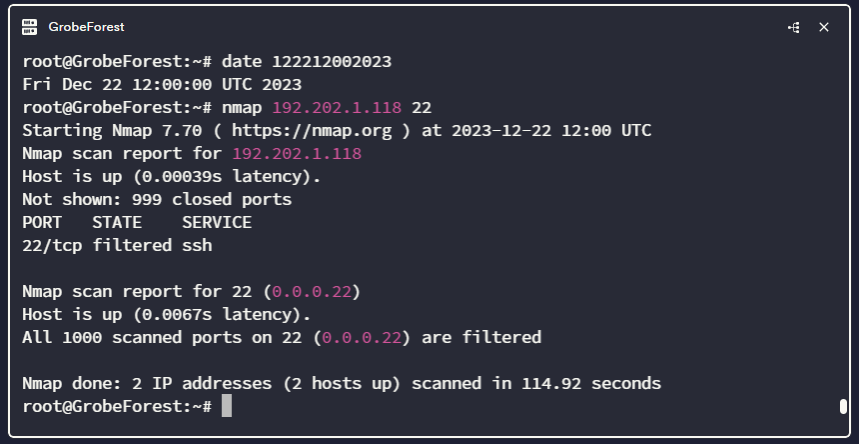 GrobeForest
root@GrobeForest:~# date 122212002023
Fri Dec 22 12:00:00 UTC 2023
root@GrobeForest:~# nmap 192.202.1.118 22
Starting Nmap 7.70 ( https://nmap.org ) at 2023-12-22 12:00 UTC
Nmap scan report for 192.202.1.118
Host is up (0.00039s latency).
Not shown: 999 closed ports
PORT   STATE    SERVICE
22/tcp filtered ssh
Nmap scan report for 22 (0.0.0.22)
Host is up (0.0067s latency).
All 1000 scanned ports on 22 (0.0.0.22) are filtered
Nmap done: 2 IP addresses (2 hosts up) scanned in 114.92 seconds
root@GrobeForest:~#